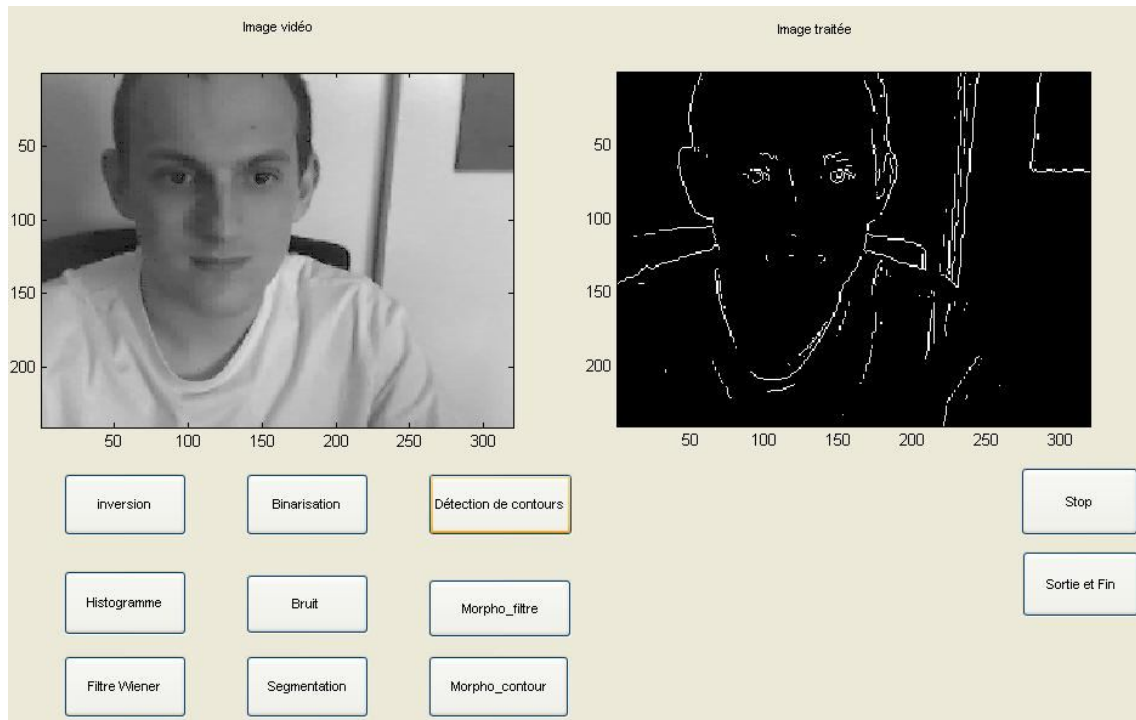 Image vidéo
Image traitée
50
100
150
200
50 100 150 200 250 300
50
100
150
200
50 100 150 200 250 300
inversion
Binarisation
Détection de contours
Stop
Histogramme
Bruit
Morpho_filtre
Sortie et Fin
Filtre Wiener
Segmentation
Morpho_contour